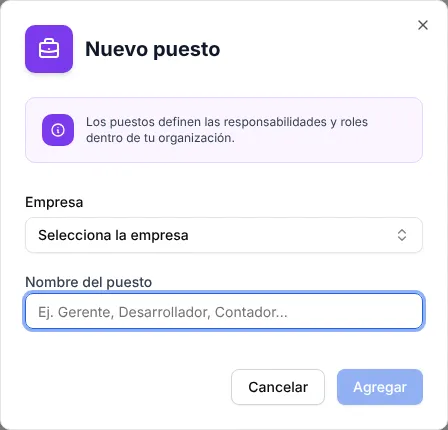 Nuevo puesto
Los puestos definen las responsabilidades y roles
dentro de tu organización.
Empresa
Selecciona la empresa
Nombre del puesto
Ej. Gerente, Desarrollador, Contador...
Cancelar
Agregar